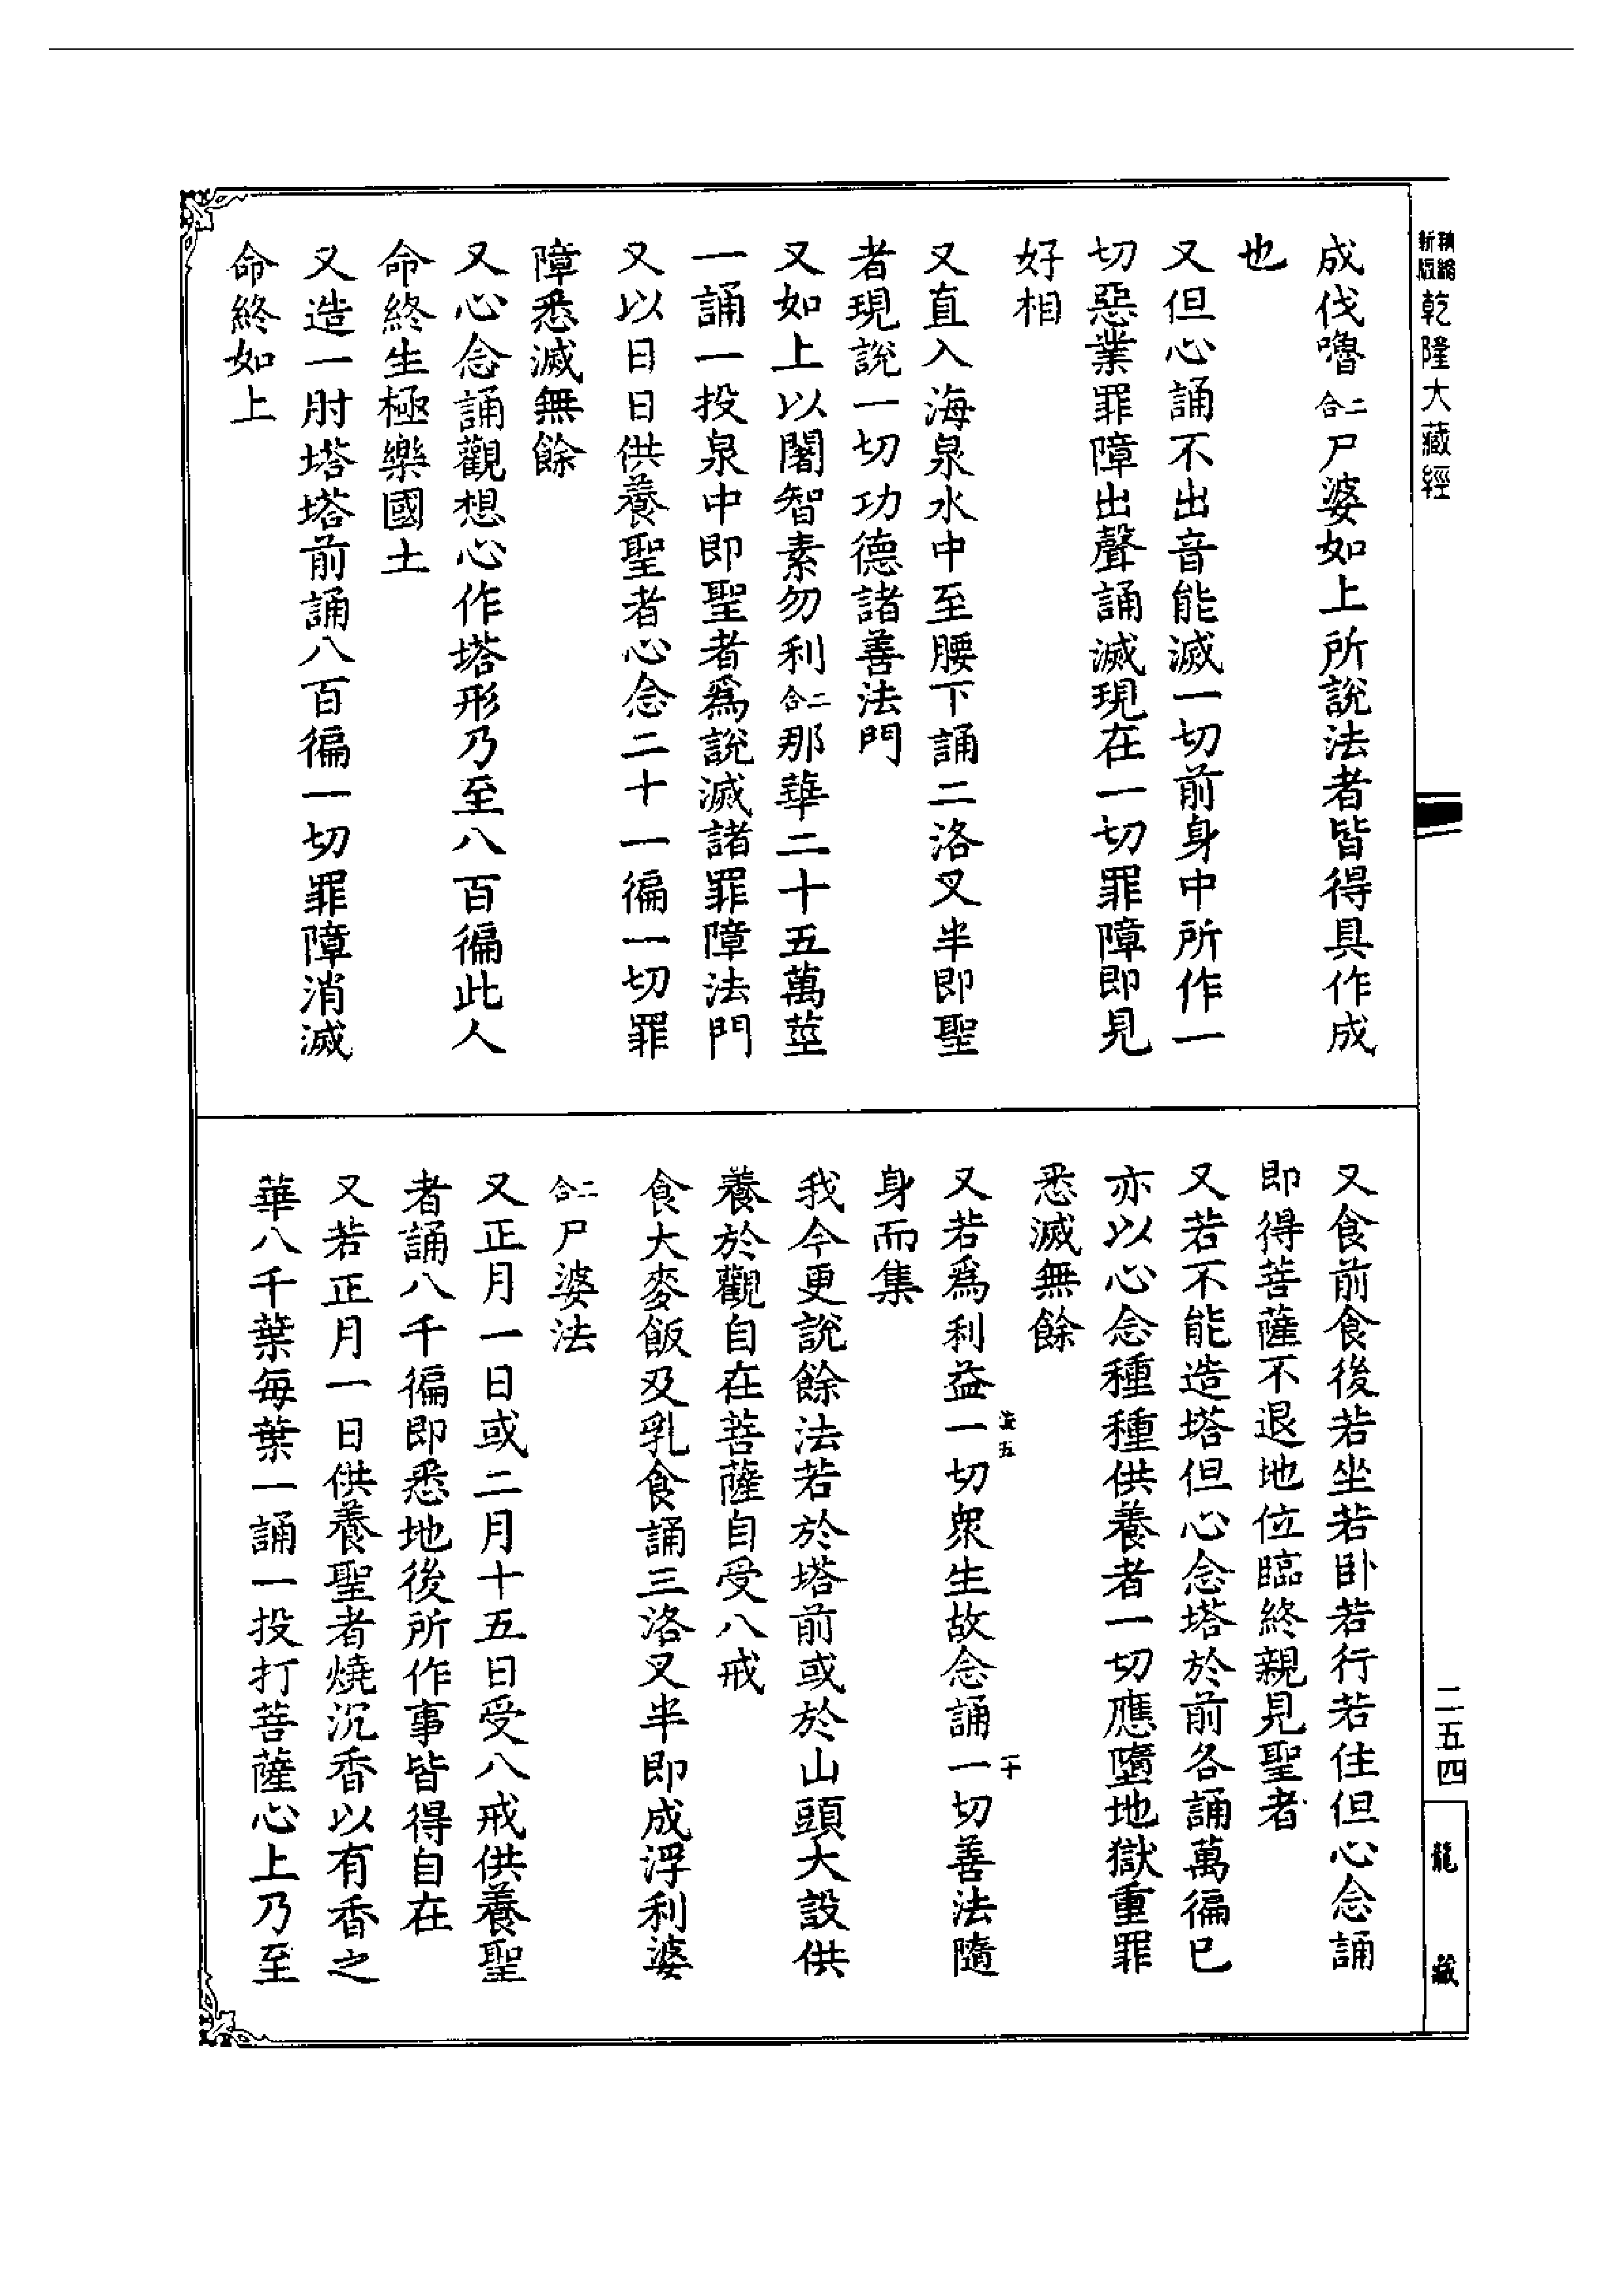 精縮新版乾隆大藏經
成伐嚕二合尸婆如上所說法者皆得具作成
也
又但心誦不出音能滅一切前身中所作一
切惡業罪障出聲誦滅現在一切罪障即見
好相
又直入海泉水中至腰下誦二洛叉半即聖
者現說一切功德諸善法門
又如上以闍智素勿利二合那華二十五萬莖
一誦一投泉中即聖者爲說滅諸罪障法門
又以日日供養聖者心念二十一徧一切罪
障悉滅無餘
又心念誦觀想心作塔形乃至八百徧此人
命終生極樂國土
又造一肘塔塔前誦八百徧一切罪障消滅
命終如上
又食前食後若坐若卧若行若住但心念誦
即得菩薩不退地位臨終親見聖者
又若不能造塔但心念塔於前各誦萬徧已
亦以心念種種供養者一切應墮地獄重罪
悉滅無餘
又若爲利益一切眾生故念誦一切善法隨
身而集
我今更說餘法若於塔前或於山頭大設供
養於觀自在菩薩自受八戒
食大麥飯及乳食誦三洛叉半即成浮利婆
二合尸婆法
又正月一日或二月十五日受八戒供養聖
者誦八千徧即悉地後所作事皆得自在
又若正月一日供養聖者燒沉香以有香之
華八千葉每葉一誦一投打菩薩心上乃至
二五四
龍藏